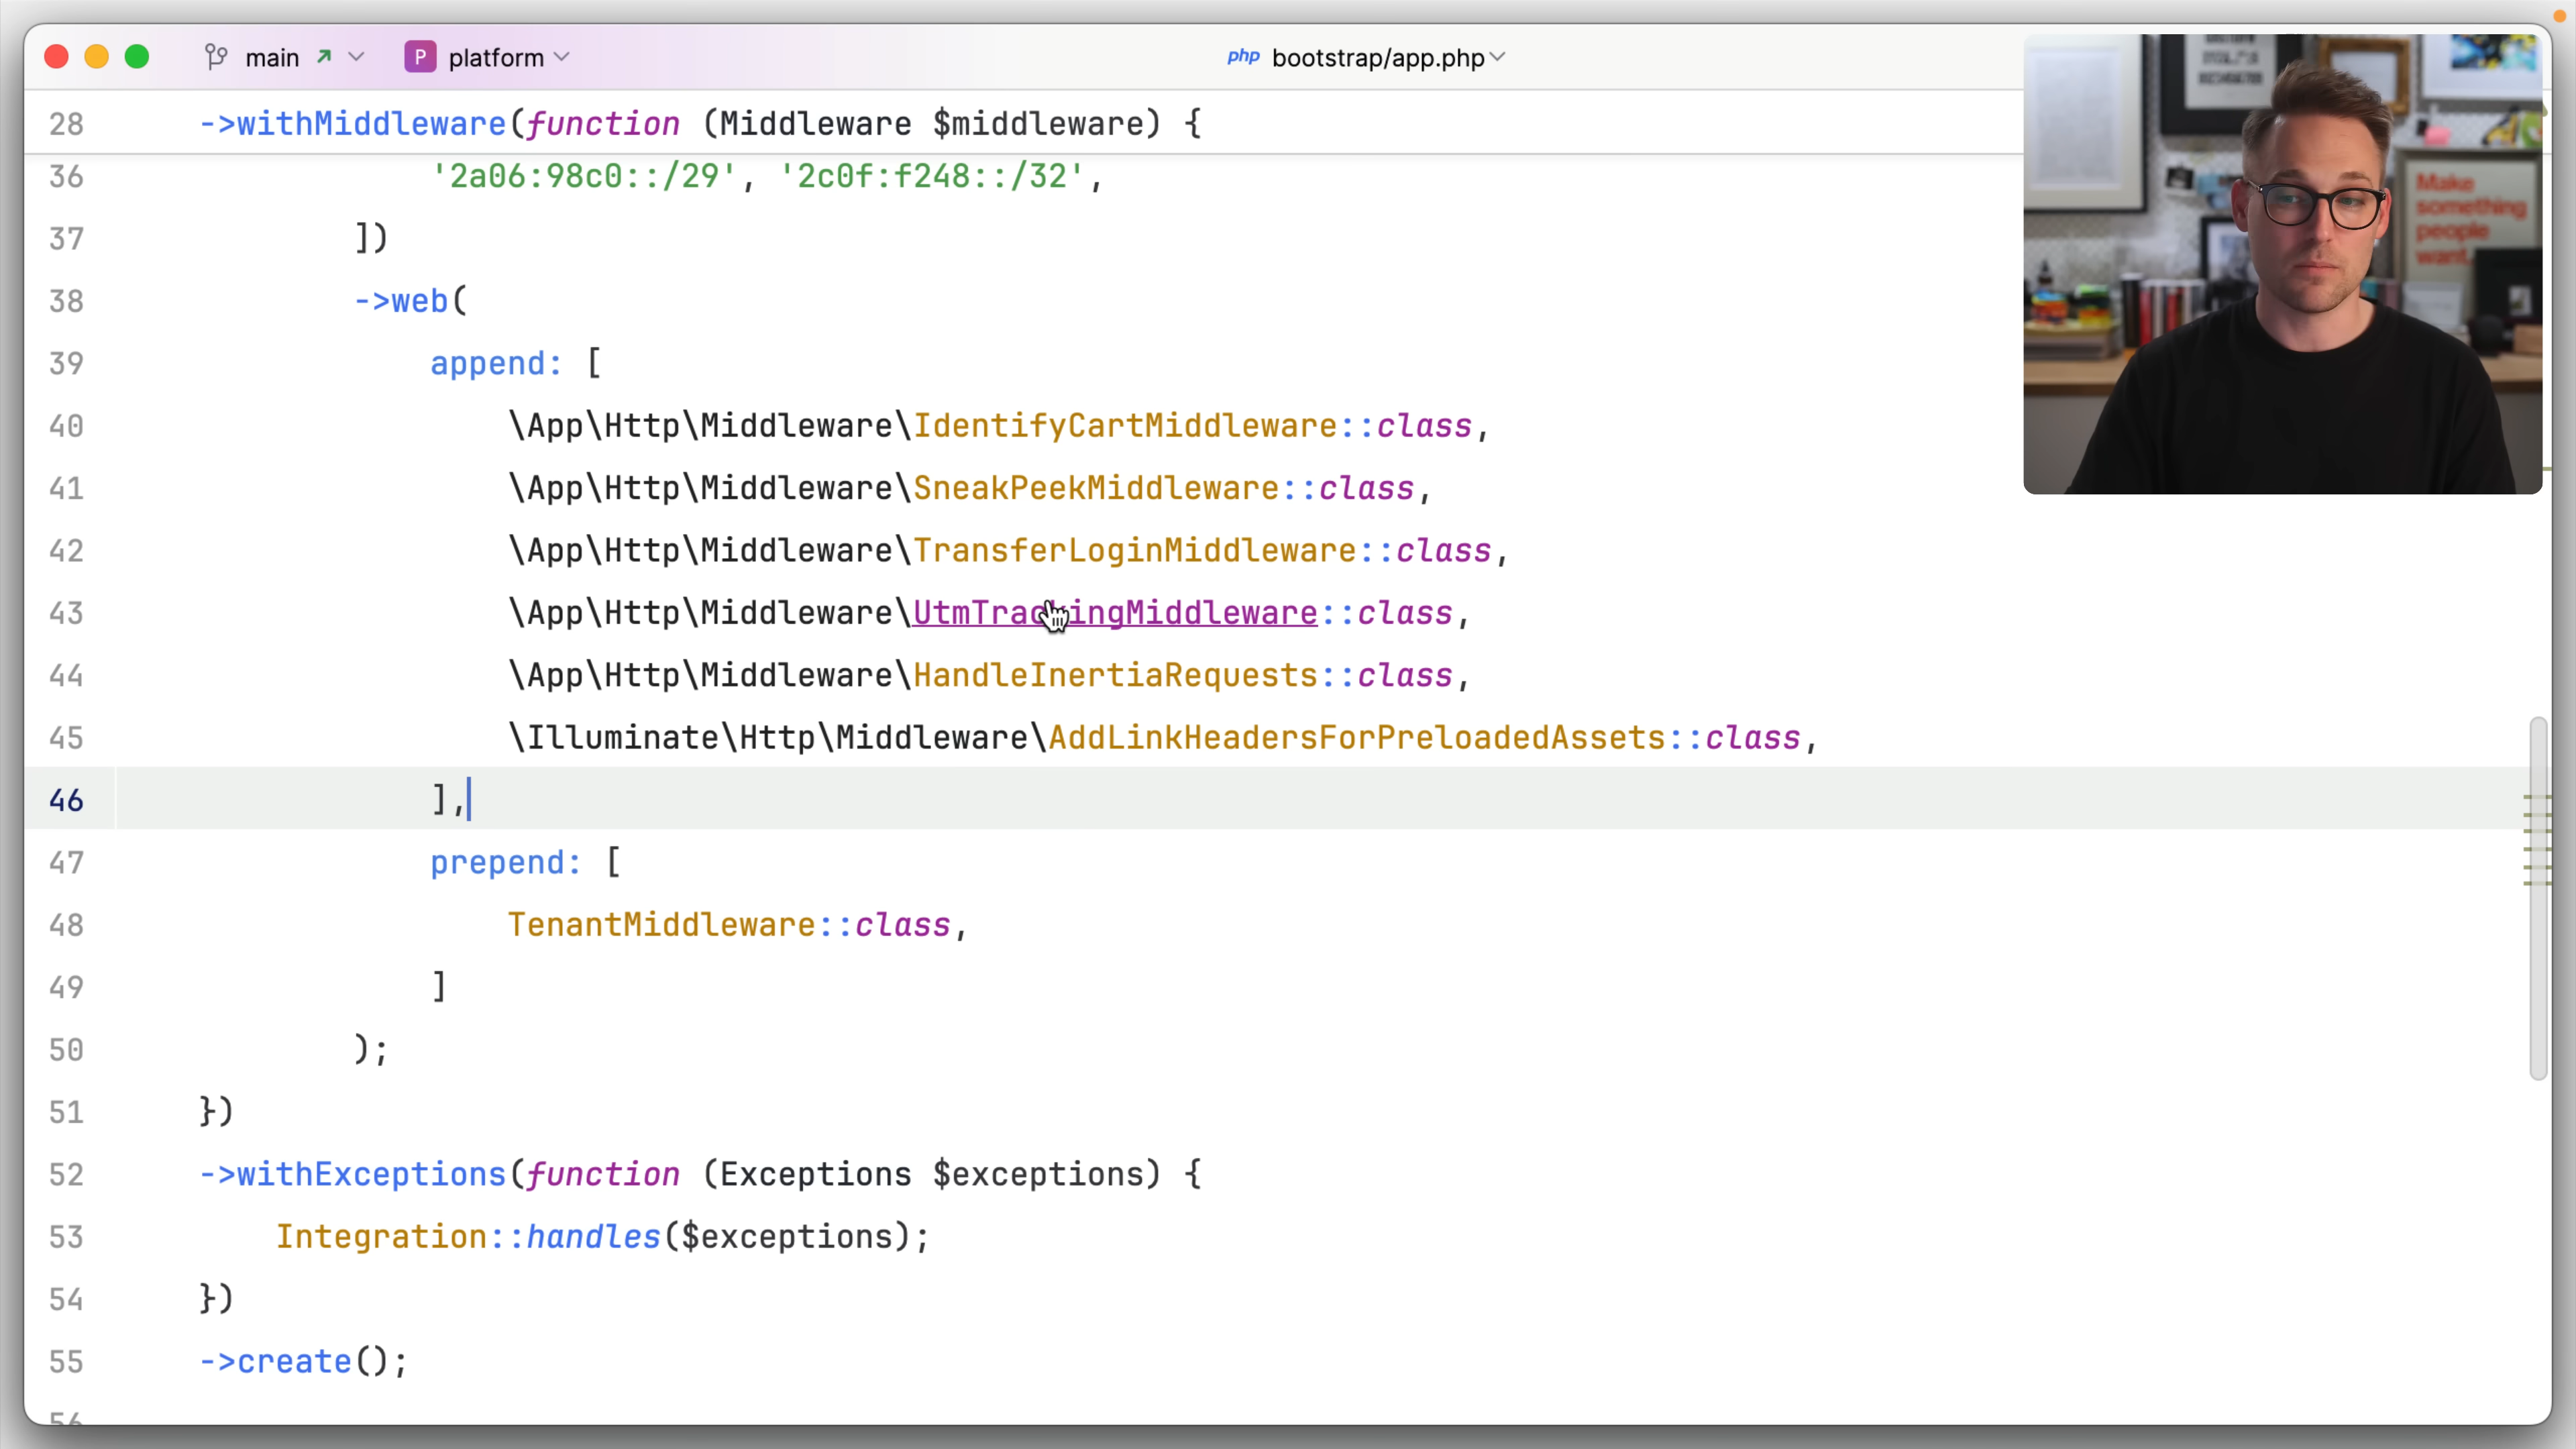 main
P platform
php bootstrap/app.php
28 ->withMiddleware(function (Middleware $middleware) {
36 '2a06:98c0::/29', '2c0f:f248::/32',
37 ])
38 ->web(
39 append: [
40 \App\Http\Middleware\IdentifyCartMiddleware::class,
41 \App\Http\Middleware\SneakPeekMiddleware::class,
42 \App\Http\Middleware\TransferLoginMiddleware::class,
43 \App\Http\Middleware\UtmTrackingMiddleware::class,
44 \App\Http\Middleware\HandleInertiaRequests::class,
45 \Illuminate\Http\Middleware\AddLinkHeadersForPreloadedAssets::class,
46 ],
47 prepend: [
48 TenantMiddleware::class,
49 ]
50 );
51 })
52 ->withExceptions(function (Exceptions $exceptions) {
53 Integration::handles($exceptions);
54 })
55 ->create();
56
Make
something
people
want